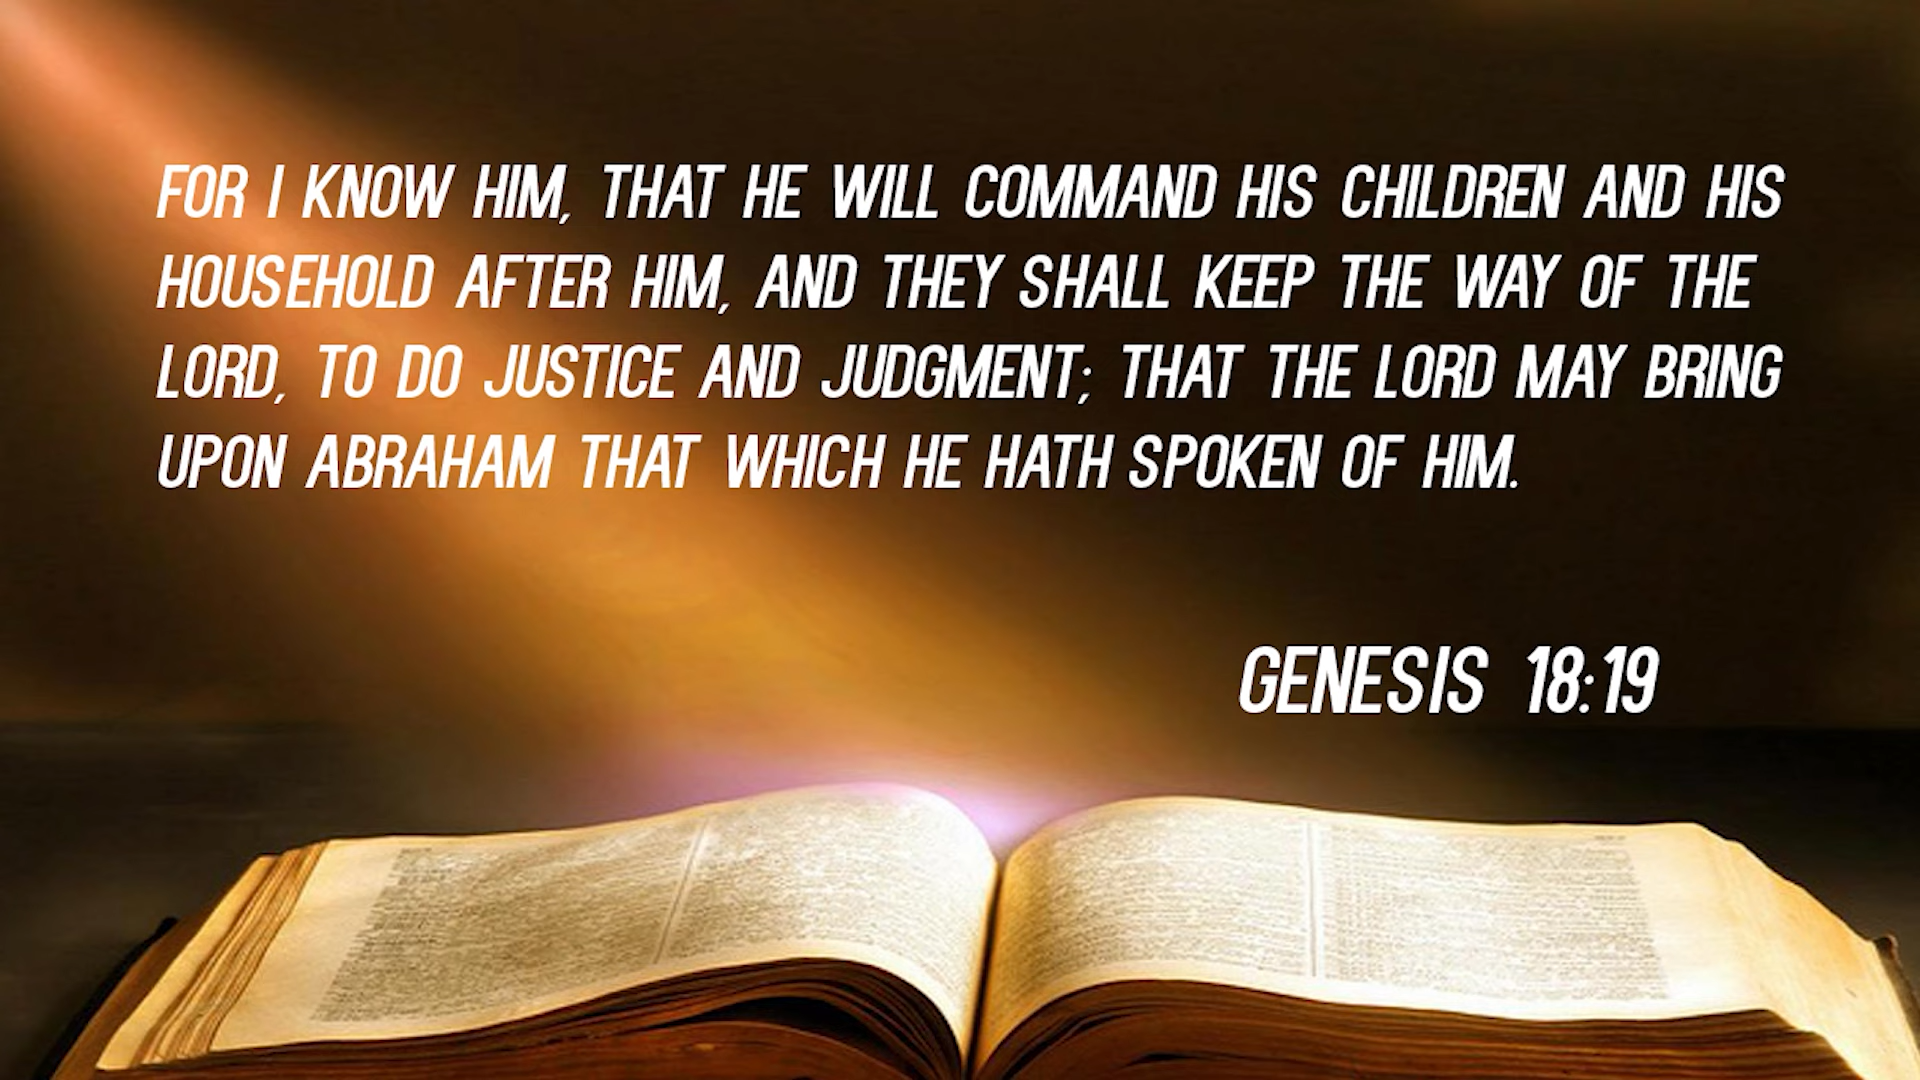 FOR I KNOW HIM, THAT HE WILL COMMAND HIS CHILDREN AND HIS
HOUSEHOLD AFTER HIM, AND THEY SHALL KEEP THE WAY OF THE
LORD, TO DO JUSTICE AND JUDGMENT; THAT THE LORD MAY BRING
UPON ABRAHAM THAT WHICH HE HATH SPOKEN OF HIM.
GENESIS 18:19